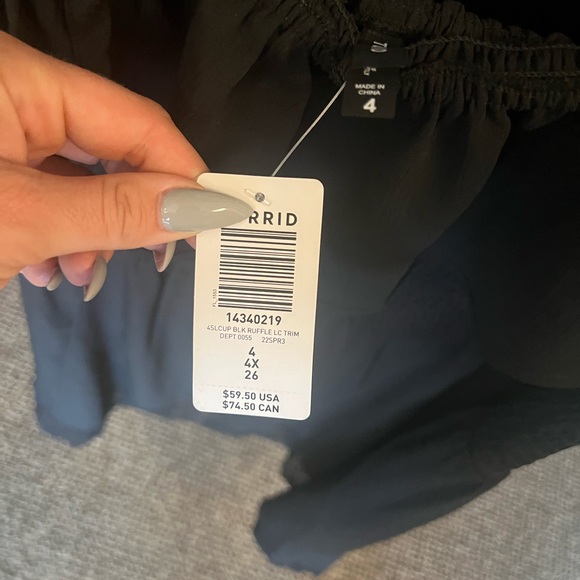 MADE IN
CHINA
4
RRID
14340219
4SLCUP BLK RUFFLE LC TRIM
DEPT 0055 22SPR3
4
4X
26
$59.50 USA
$74.50 CAN